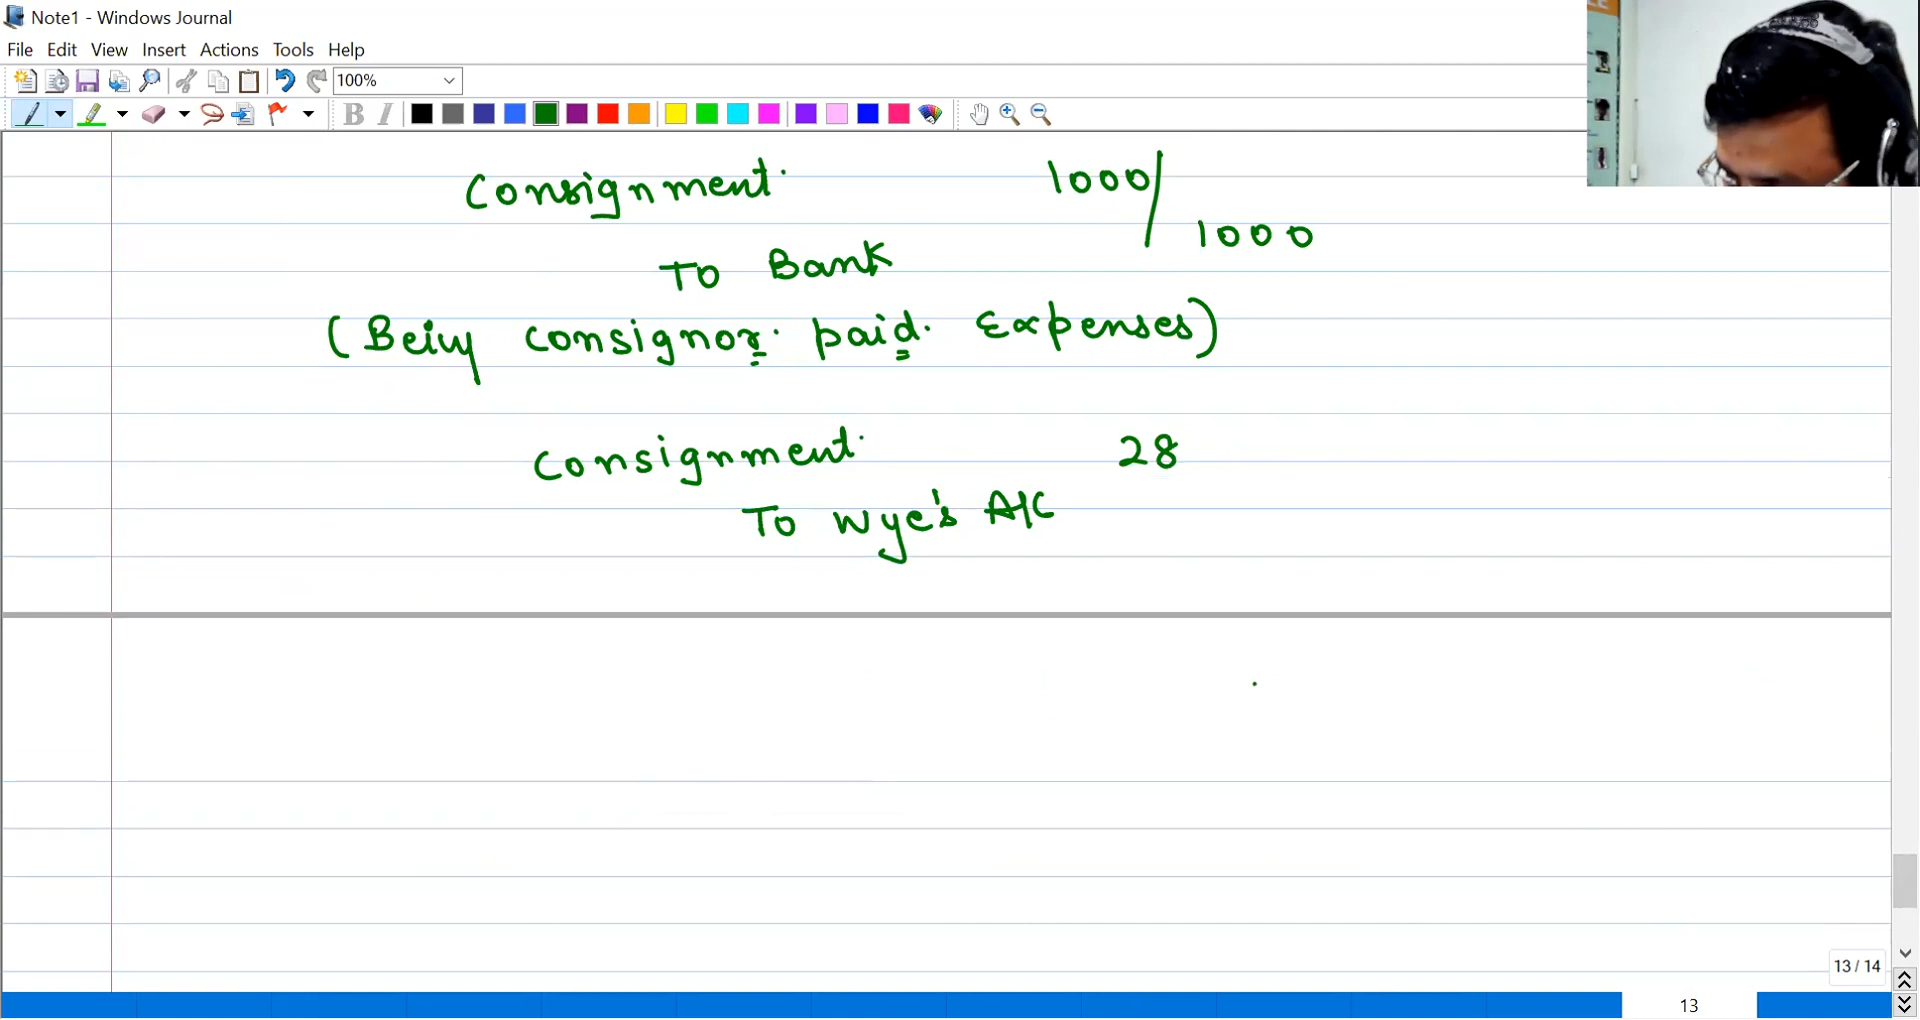 Note1 - Windows Journal
File Edit View Insert Actions Tools Help
100%
B I
Consignment 1000
To Bank 1000
(Being consignor paid Expenses)
Consignment 28
To Wye's A/C
13 / 14
13